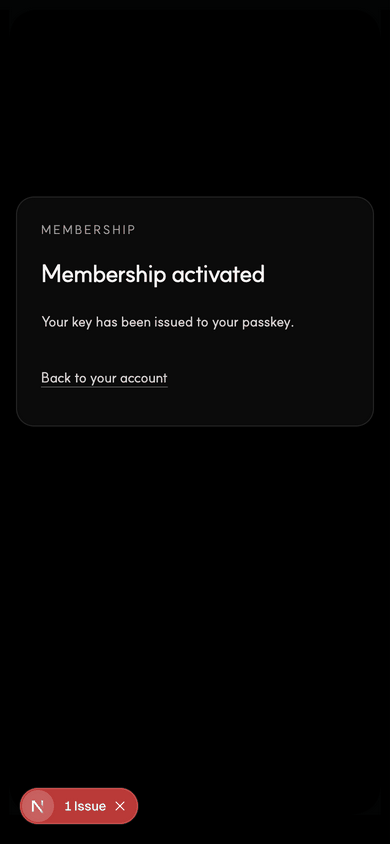 MEMBERSHIP
Membership activated
Your key has been issued to your passkey.
Back to your account
N 1 Issue